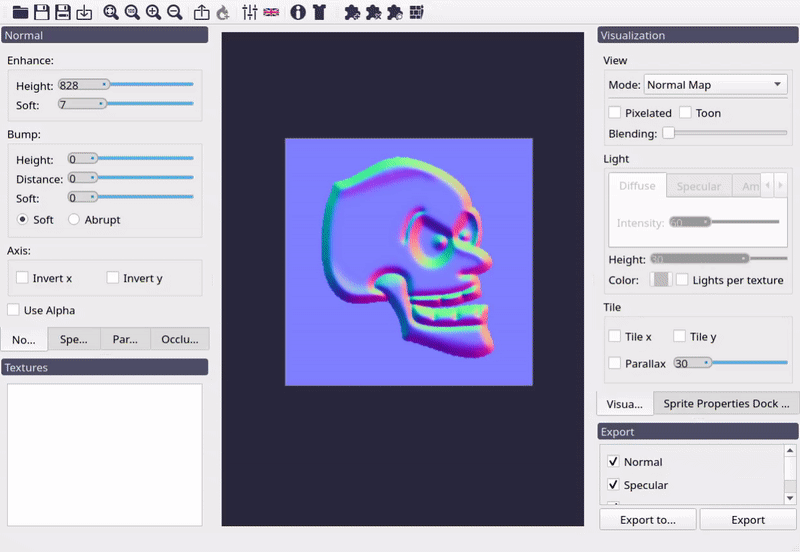 Normal
Enhance:
Height: 828
Soft: 7
Bump:
Height: 0
Distance: 0
Soft: 0
Soft Abrupt
Axis:
Invert x Invert y
Use Alpha
No... Spe... Par... Occlu...
Textures
Visualization
View
Mode: Normal Map
Pixelated Toon
Blending:
Light
Diffuse Specular Am
Intensity: 60
Height: 30
Color: Lights per texture
Tile
Tile x Tile y
Parallax 30
Visua... Sprite Properties Dock ...
Export
Normal
Specular
Export to... Export